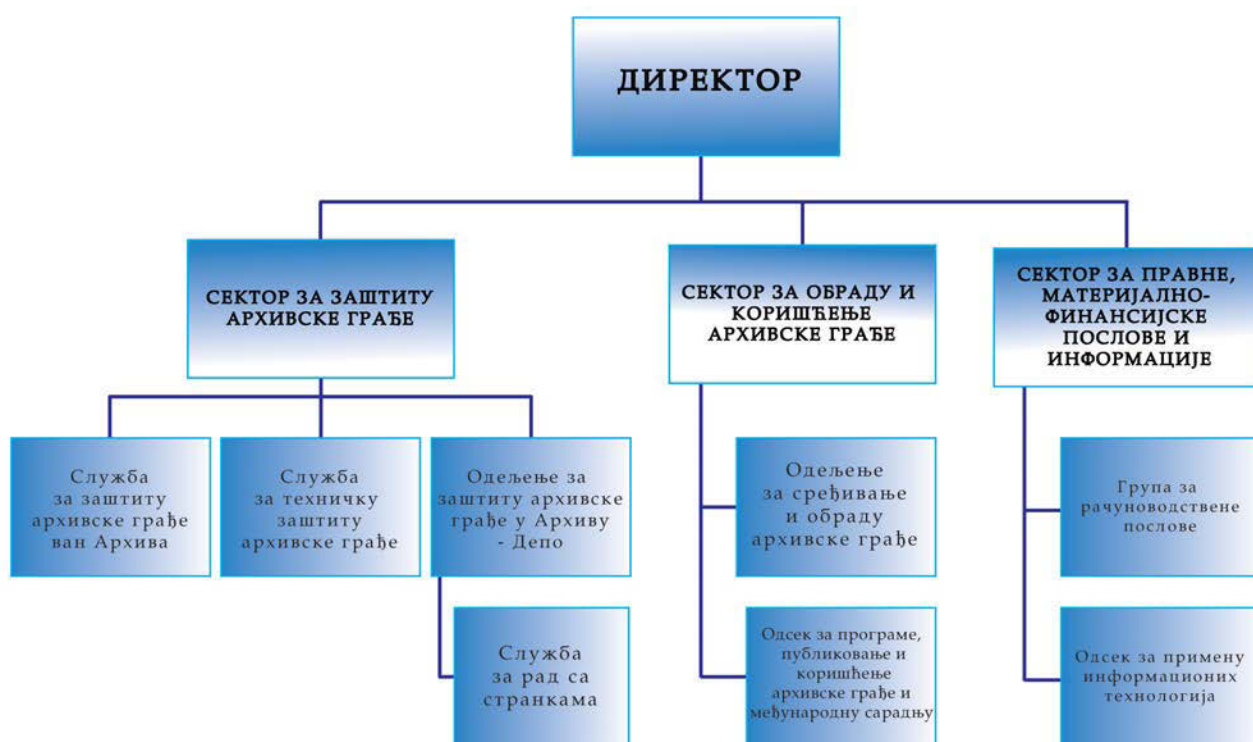 ДИРЕКТОР
СЕКТОР ЗА ЗАШТИТУ
АРХИВСКЕ ГРАЂЕ
СЕКТОР ЗА ОБРАДУ И
КОРИШЋЕЊЕ
АРХИВСКЕ ГРАЂЕ
СЕКТОР ЗА ПРАВНЕ,
МАТЕРИЈАЛНО-
ФИНАНСИЈСКЕ
ПОСЛОВЕ И
ИНФОРМАЦИЈЕ
Служба
за заштиту
архивске грађе
ван Архива
Служба
за техничку
заштиту
архивске грађе
Одељење за
заштиту архивске
грађе у Архиву
- Депо
Одељење
за сређивање
и обраду
архивске грађе
Група за
рачуноводствене
послове
Служба
за рад са
странкама
Одсек за програме,
публиковање и
коришћење
архивске грађе и
међународну сарадњу
Одсек за примену
информационих
технологија